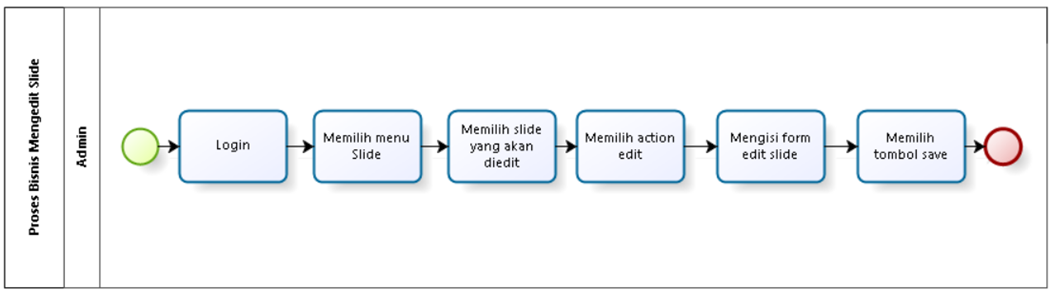 Proses Bisnis Mengedit Slide
Admin
Login
Memilih menu
Slide
Memilih slide
yang akan
diedit
Memilih action
edit
Mengisi form
edit slide
Memilih
tombol save